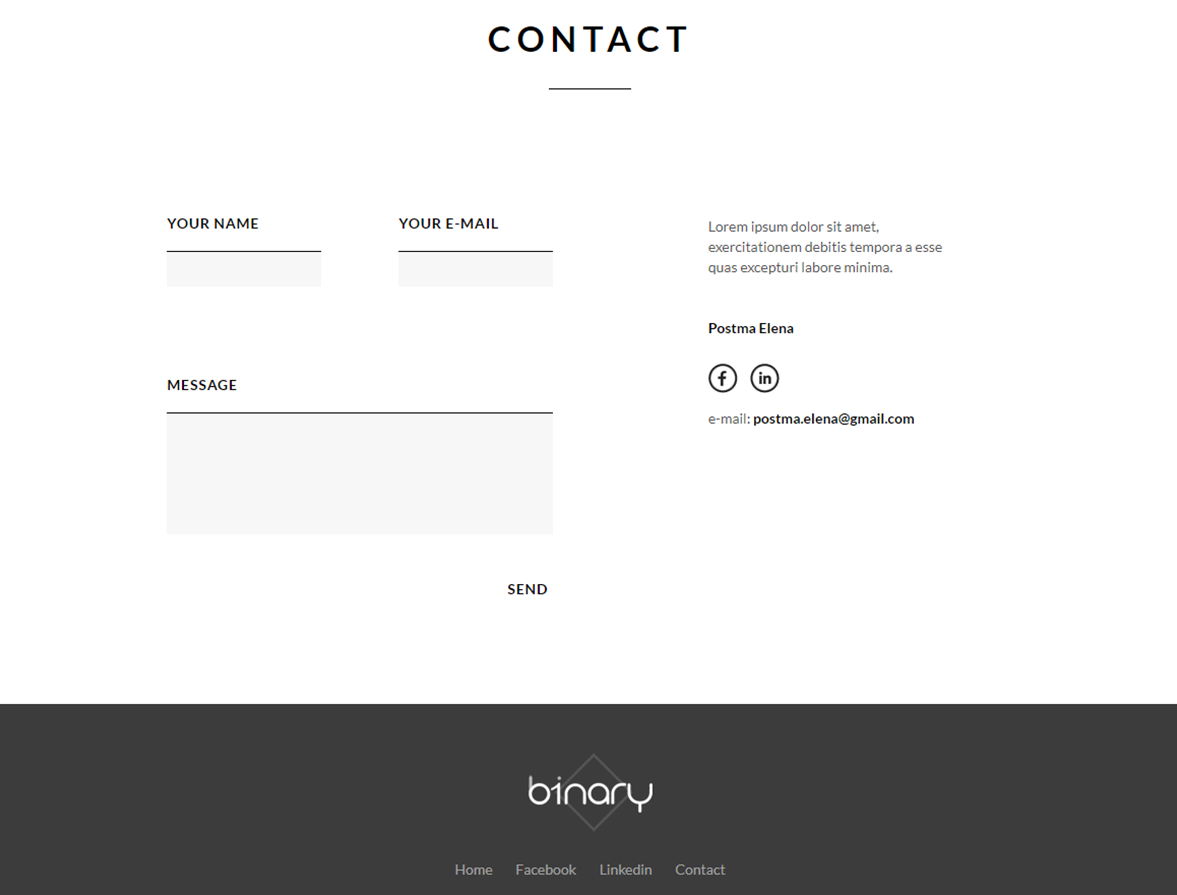 CONTACT
YOUR NAME
YOUR E-MAIL
MESSAGE
SEND
Lorem ipsum dolor sit amet,
exercitationem debitis tempora a esse
quas excepturi labore minima.
Postma Elena
f in
e-mail: postma.elena@gmail.com
binary
Home Facebook Linkedin Contact